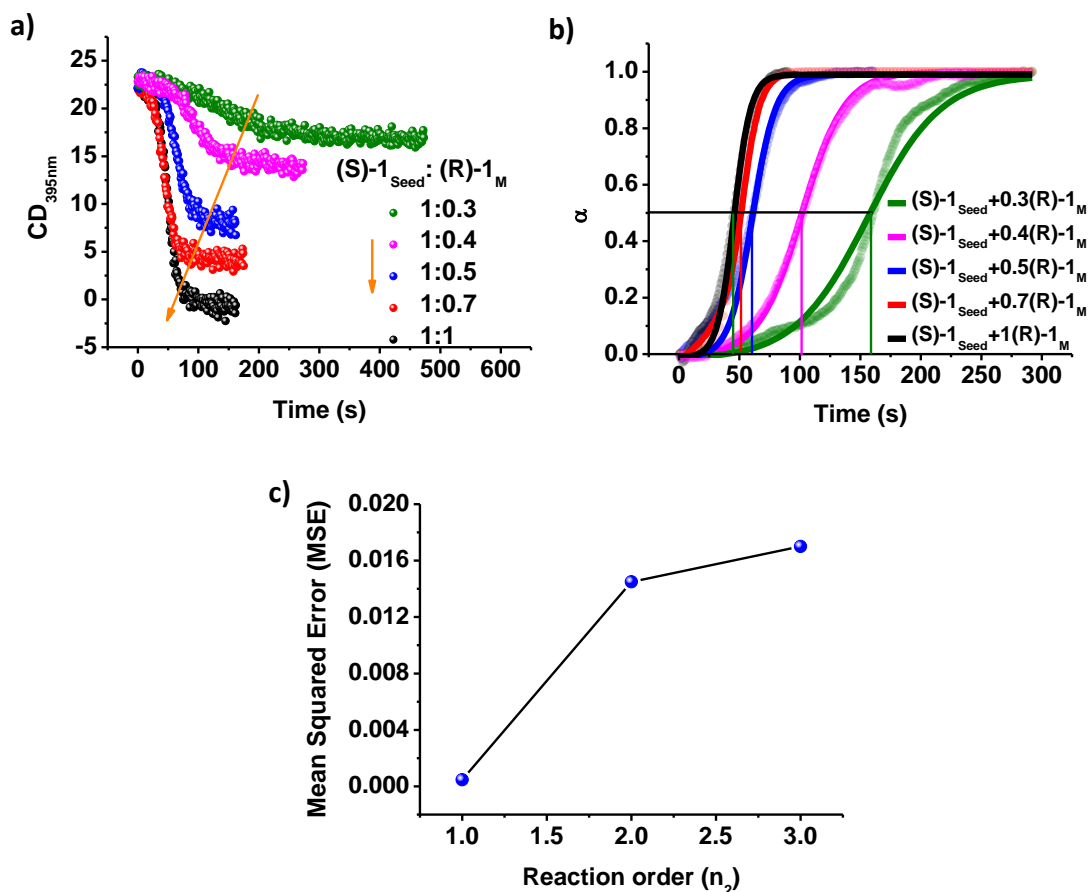 a)
CD395nm
25
20
15
10
5
0
-5
0 100 200 300 400 500 600
Time (s)
(S)-1Seed: (R)-1M
1:0.3
1:0.4
1:0.5
1:0.7
1:1
b)
α
1.0
0.8
0.6
0.4
0.2
0.0
0 50 100 150 200 250 300
Time (s)
(S)-1Seed+0.3(R)-1M
(S)-1Seed+0.4(R)-1M
(S)-1Seed+0.5(R)-1M
(S)-1Seed+0.7(R)-1M
(S)-1Seed+1(R)-1M
c)
Mean Squared Error (MSE)
0.020
0.016
0.012
0.008
0.004
0.000
1.0 1.5 2.0 2.5 3.0
Reaction order (n2)